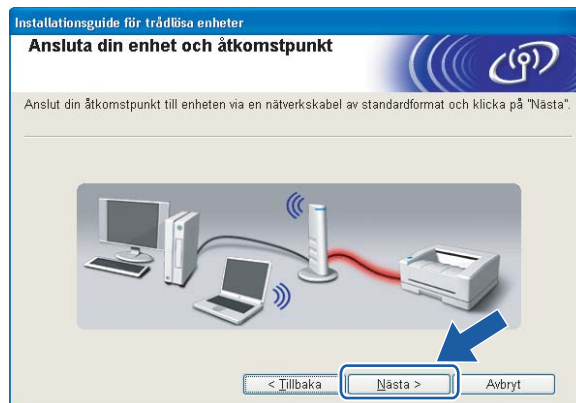 Installationsguide för trådlösa enheter
Ansluta din enhet och åtkomstpunkt
Anslut din åtkomstpunkt till enheten via en nätverkskabel av standardformat och klicka på "Nästa".
< Tillbaka Nästa > Avbryt